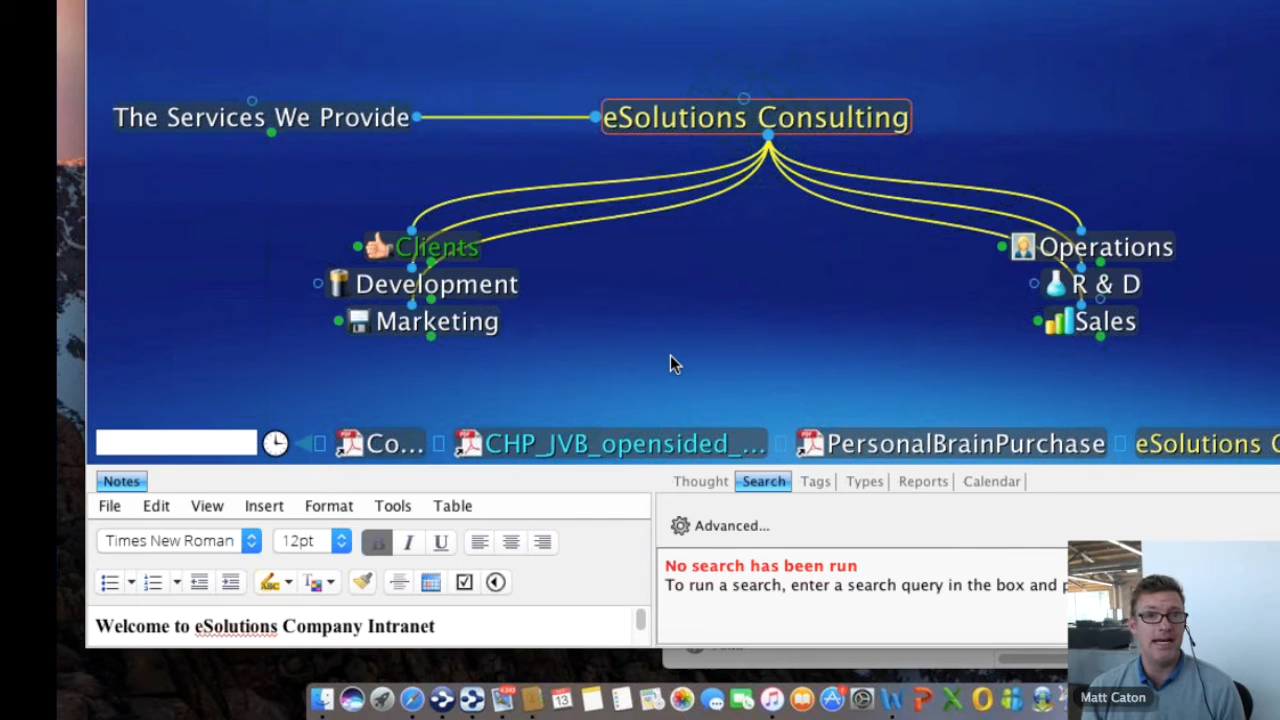 The Services We Provide
eSolutions Consulting
Clients
Operations
Development
R & D
Marketing
Sales
Co...
CHP_JVB_opensided_...
PersonalBrainPurchase
eSolutions
Notes
Thought Search Tags Types Reports Calendar
File Edit View Insert Format Tools Table
Advanced...
Times New Roman 12pt B I U
No search has been run
To run a search, enter a search query in the box and
ABC T
Welcome to eSolutions Company Intranet
13
Matt Caton